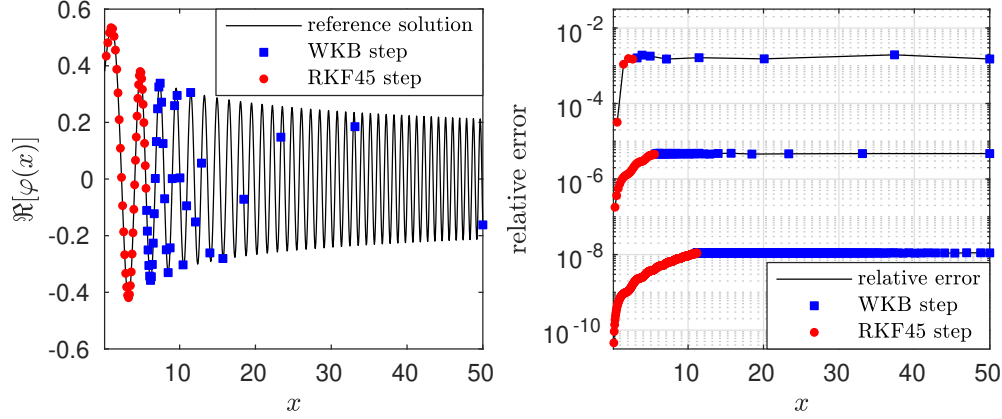 0.6
0.4
0.2
0
-0.2
-0.4
-0.6
ℜ[φ(x)]
reference solution
WKB step
RKF45 step
10 20 30 40 50
x
10⁻²
10⁻⁴
10⁻⁶
10⁻⁸
10⁻¹⁰
relative error
relative error
WKB step
RKF45 step
10 20 30 40 50
x